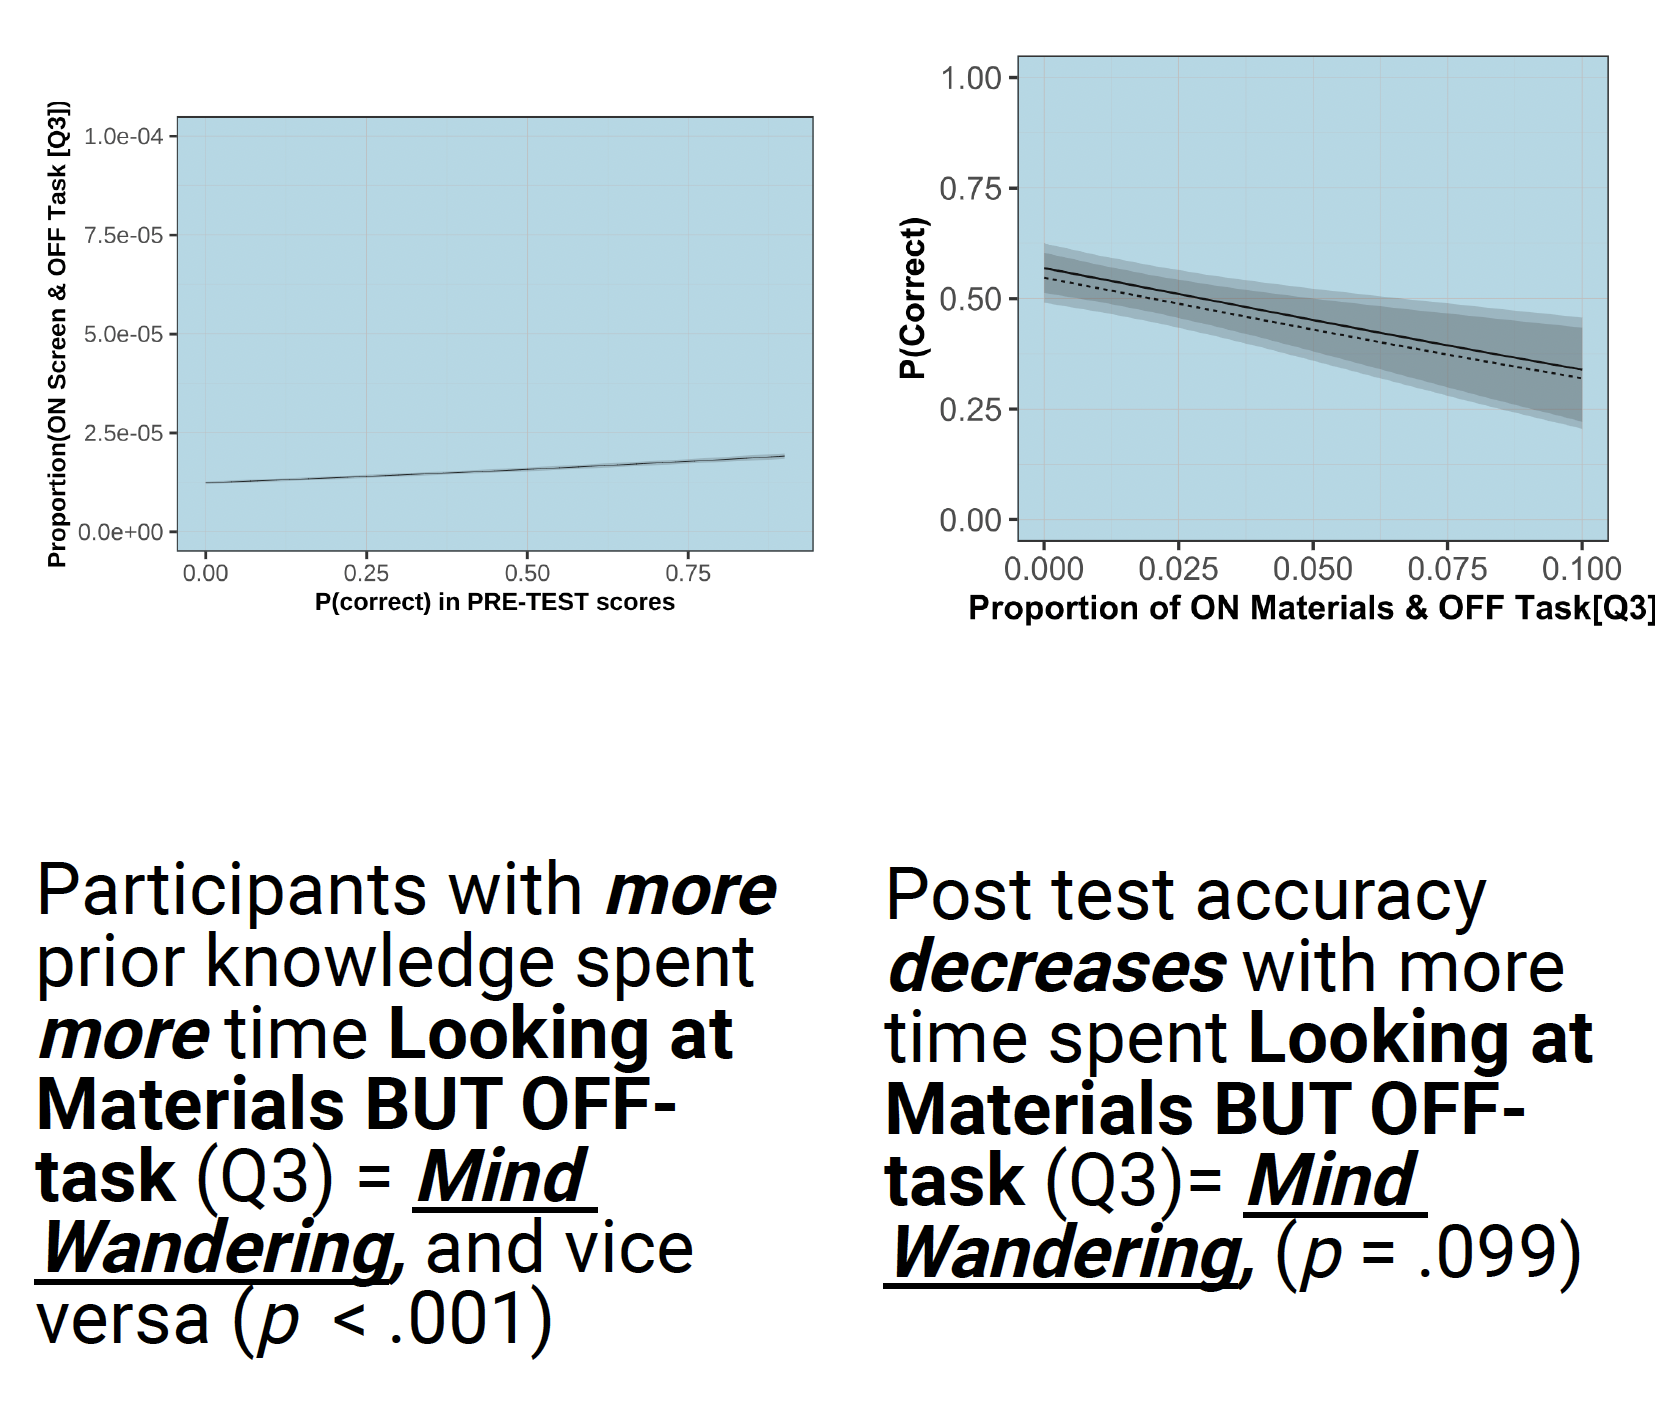 Proportion(ON Screen & OFF Task [Q3])
1.0e-04
7.5e-05
5.0e-05
2.5e-05
0.0e+00
0.00 0.25 0.50 0.75
P(correct) in PRE-TEST scores
P(Correct)
1.00
0.75
0.50
0.25
0.00
0.000 0.025 0.050 0.075 0.100
Proportion of ON Materials & OFF Task[Q3]
Participants with more
prior knowledge spent
more time Looking at
Materials BUT OFF-
task (Q3) = Mind
Wandering, and vice
versa (p < .001)
Post test accuracy
decreases with more
time spent Looking at
Materials BUT OFF-
task (Q3)= Mind
Wandering, (p = .099)